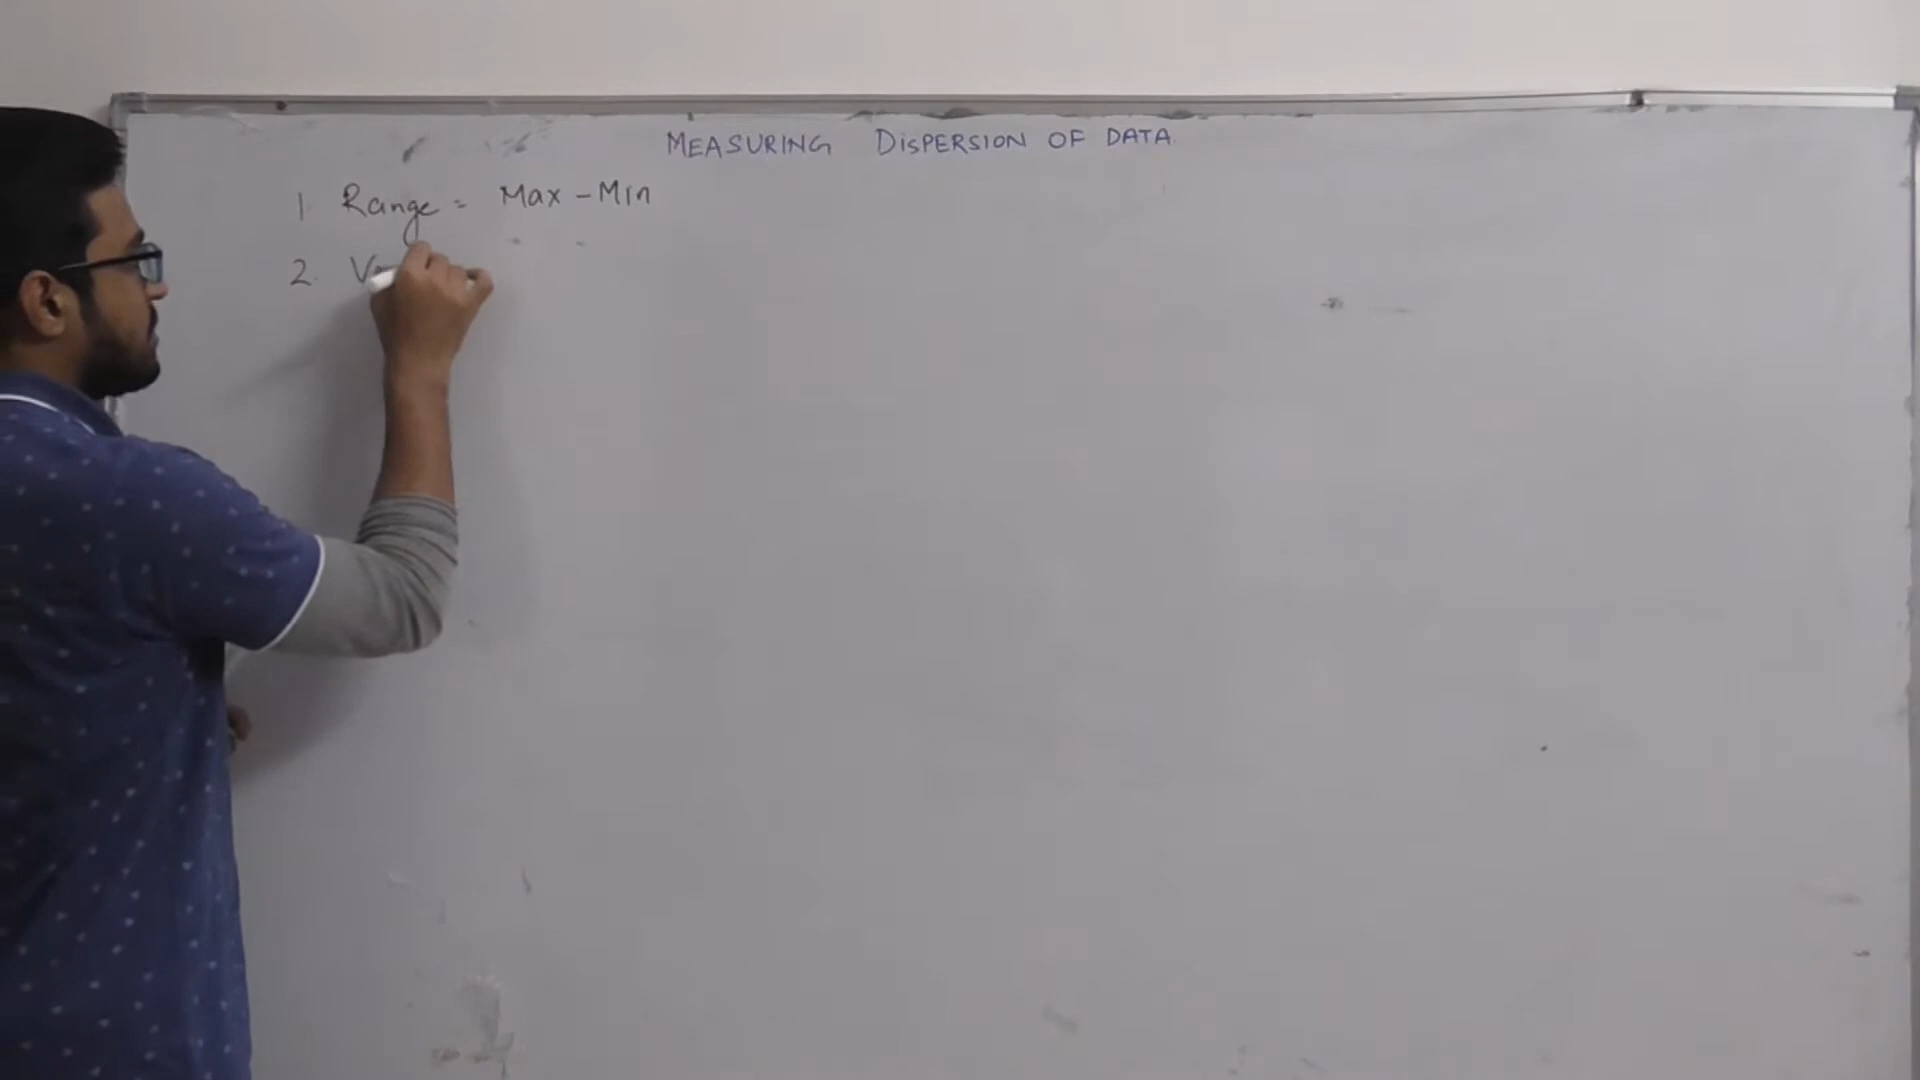 MEASURING DISPERSION OF DATA
1. Range = Max - Min
2.